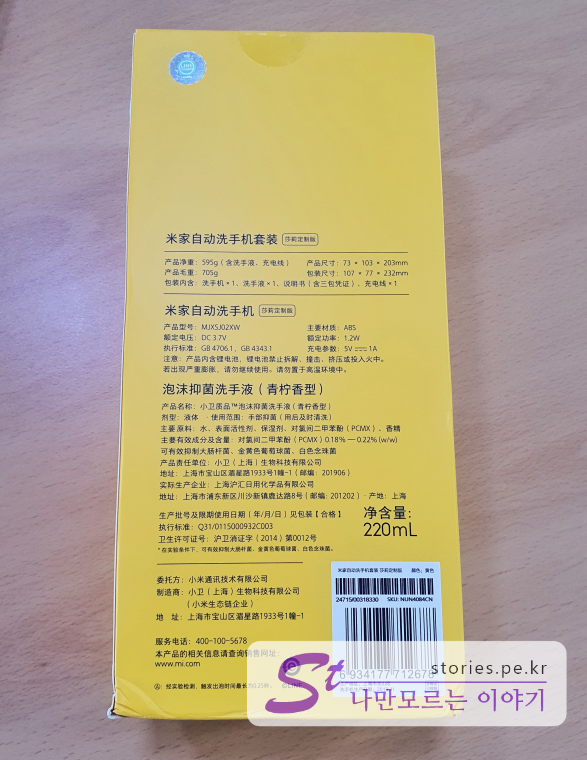 LINE
米家自动洗手机套装 莎莉定制版
产品净重：595g（含洗手液、充电线） 产品尺寸：73 × 103 × 203mm
产品毛重：705g 包装尺寸：107 × 77 × 232mm
包装内含：洗手机×1、洗手液×1、说明书（含三包凭证）、充电线×1
米家自动洗手机 莎莉定制版
产品型号：MJXSJ02XW 主要材质：ABS
额定电压：DC 3.7V 额定功率：1.2W
执行标准：GB 4706.1，GB 4343.1 充电参数：5V⎓1A
注意：产品内含锂电池，锂电池禁止拆解、撞击、挤压或投入火中。
若出现严重膨胀，请勿继续使用。请勿置于高温环境中。
泡沫抑菌洗手液（青柠香型）
产品名称：小卫质品™泡沫抑菌洗手液（青柠香型）
剂型：液体 · 使用范围：手部抑菌（用后及时清洗）
主要原料：水、表面活性剂、保湿剂、对氯间二甲苯酚（PCMX）、香精
主要有效成分及含量：对氯间二甲苯酚（PCMX）0.18% — 0.22%(w/w)
可有效抑制大肠杆菌、金黄色葡萄球菌、白色念珠菌
产品责任单位：小卫（上海）生物科技有限公司
地址：上海市宝山区湄星路1933号1幢-1（邮编：201906）
实际生产企业：上海沪汇日用化学品有限公司
地址：上海市浦东新区川沙新镇鹿达路8号（邮编：201202）· 产地：上海
生产批号及限期使用日期（年/月/日）见包装【合格】
执行标准：Q31/0115000932C003
卫生许可证号：沪卫消证字（2014）第0012号
*在实验条件下，可有效抑制大肠杆菌、金黄色葡萄球菌、白色念珠菌。
净含量：
220mL
委托方：小米通讯技术有限公司
制造商：小卫（上海）生物科技有限公司
（小米生态链企业）
地 址：上海市宝山区湄星路1933号1幢-1
服务电话：400-100-5678
本产品的相关信息请查询销售网址：
www.mi.com
经实验检测，触发出泡时间最长为0.25秒。 ©LINE
米家自动洗手机套装 莎莉定制版 颜色：黄色
24715/00318330 SKU: NUN4084CN
6 934177 712678
St
stories.pe.kr
나만모르는 이야기